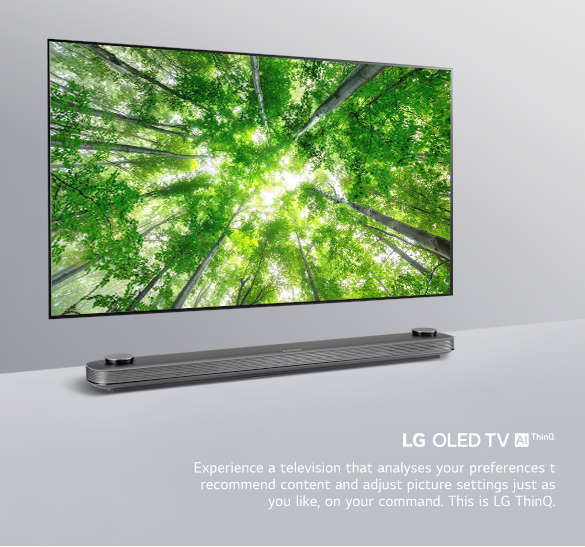 LG OLED TV AI ThinQ
Experience a television that analyses your preferences t
recommend content and adjust picture settings just as
you like, on your command. This is LG ThinQ.